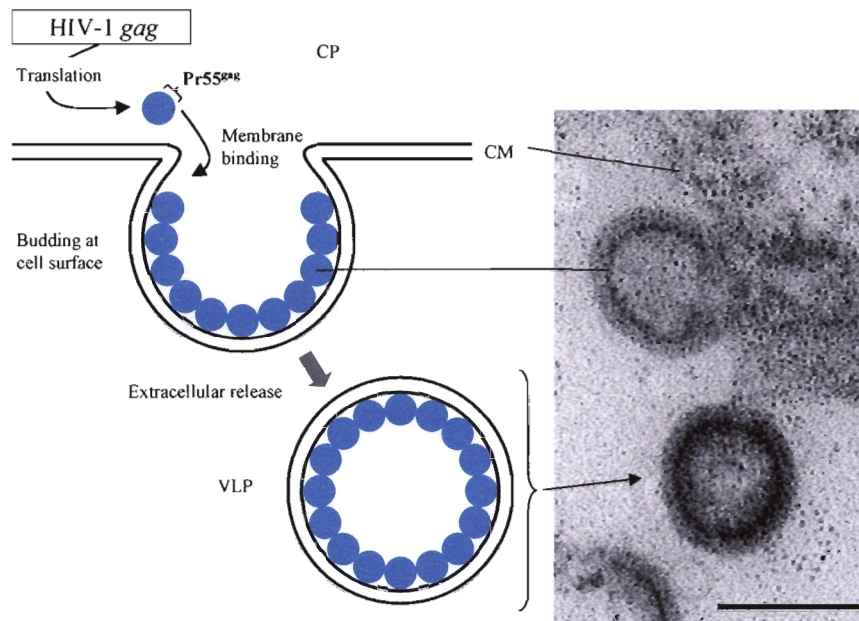 HIV-1 gag
CP
Translation
Pr55gag
Membrane
binding
CM
Budding at
cell surface
Extracellular release
VLP